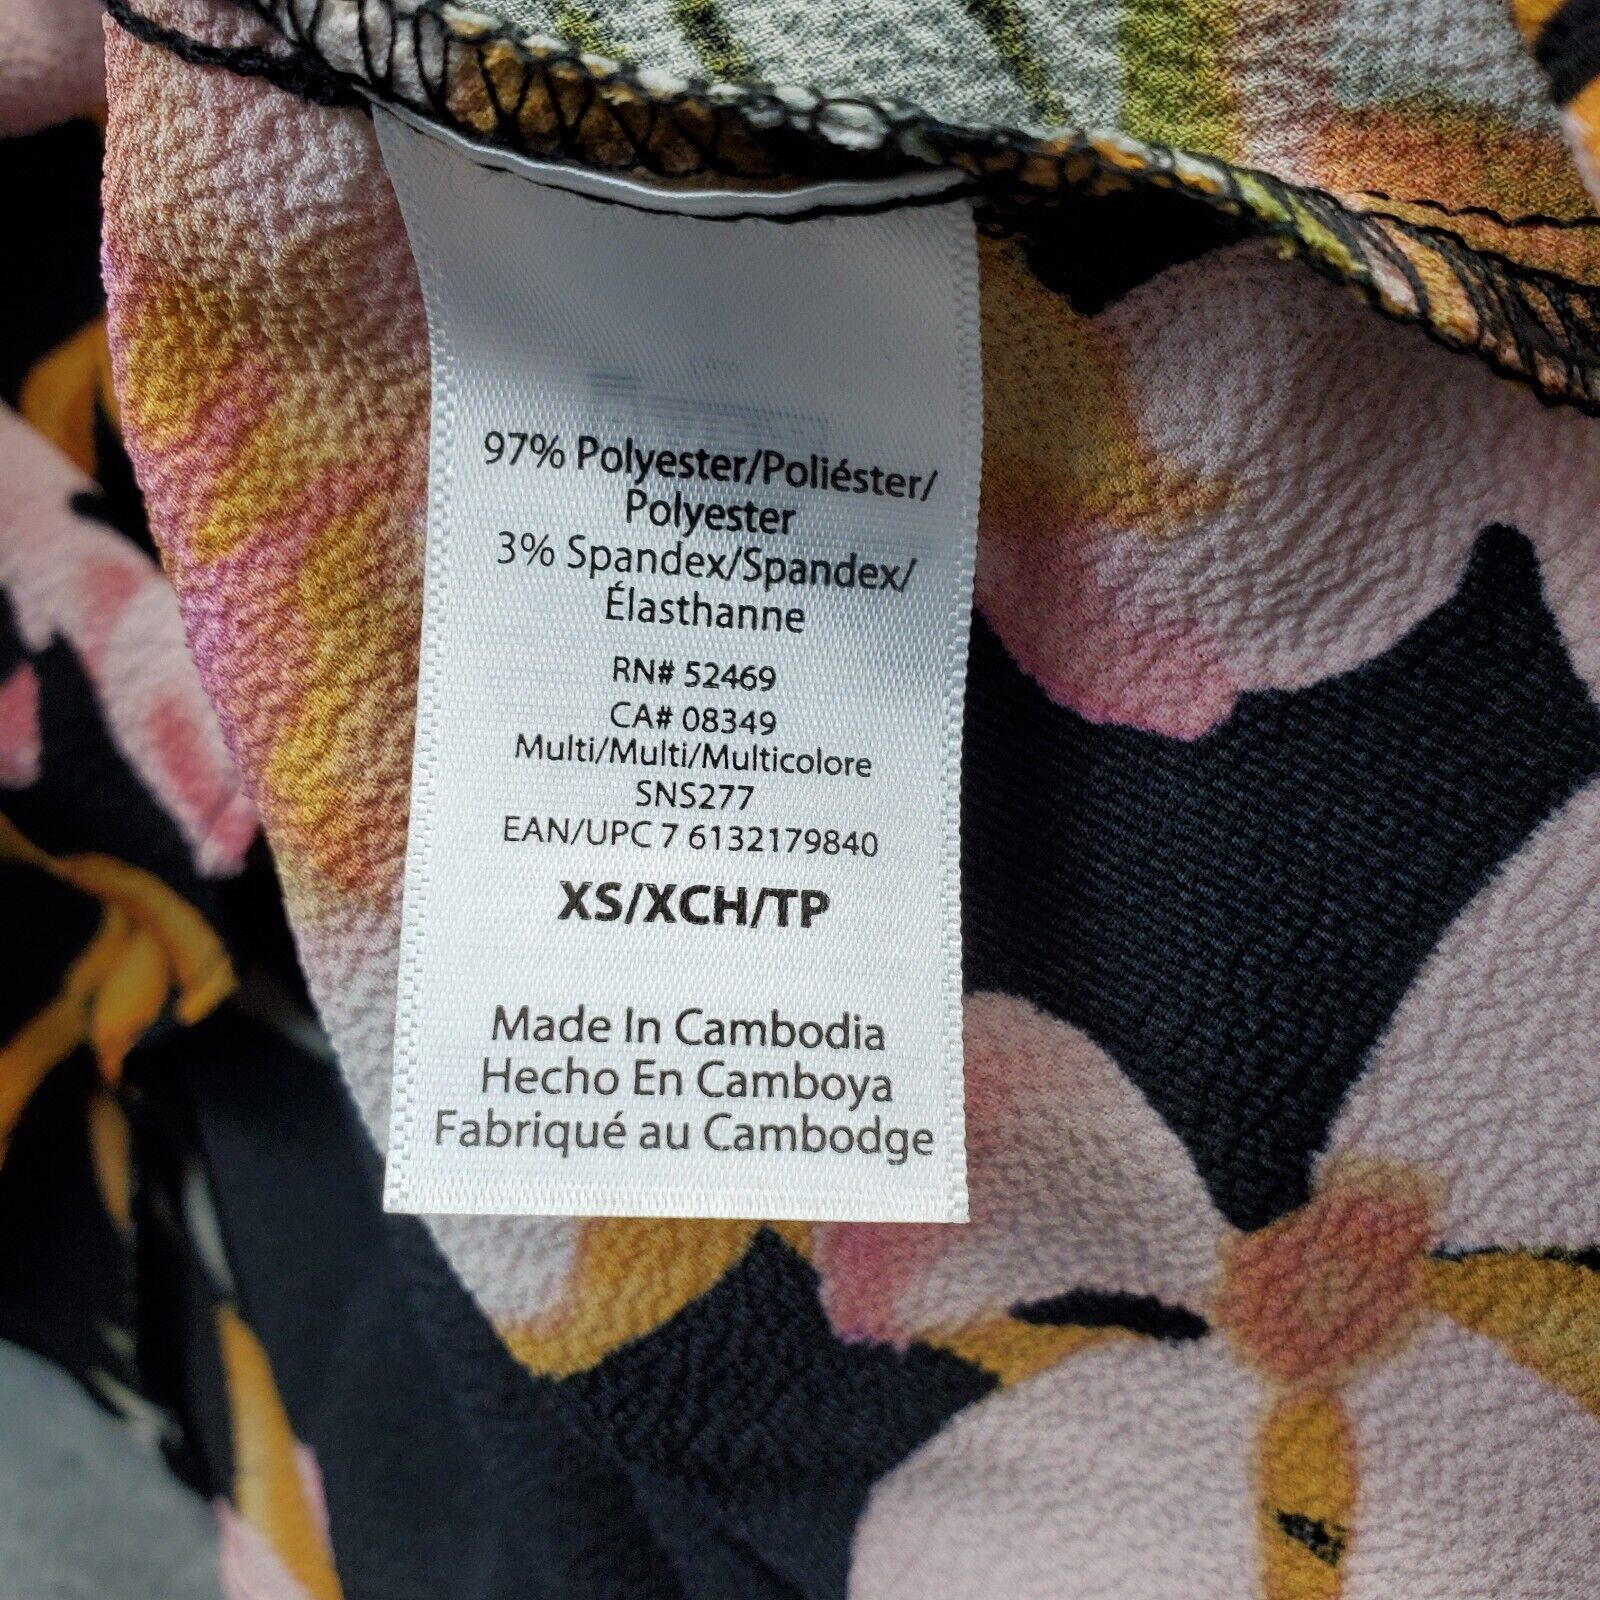 97% Polyester/Poliéster/
Polyester
3% Spandex/Spandex/
Élasthanne
RN# 52469
CA# 08349
Multi/Multi/Multicolore
SNS277
EAN/UPC 7 6132179840
XS/XCH/TP
Made In Cambodia
Hecho En Camboya
Fabriqué au Cambodge